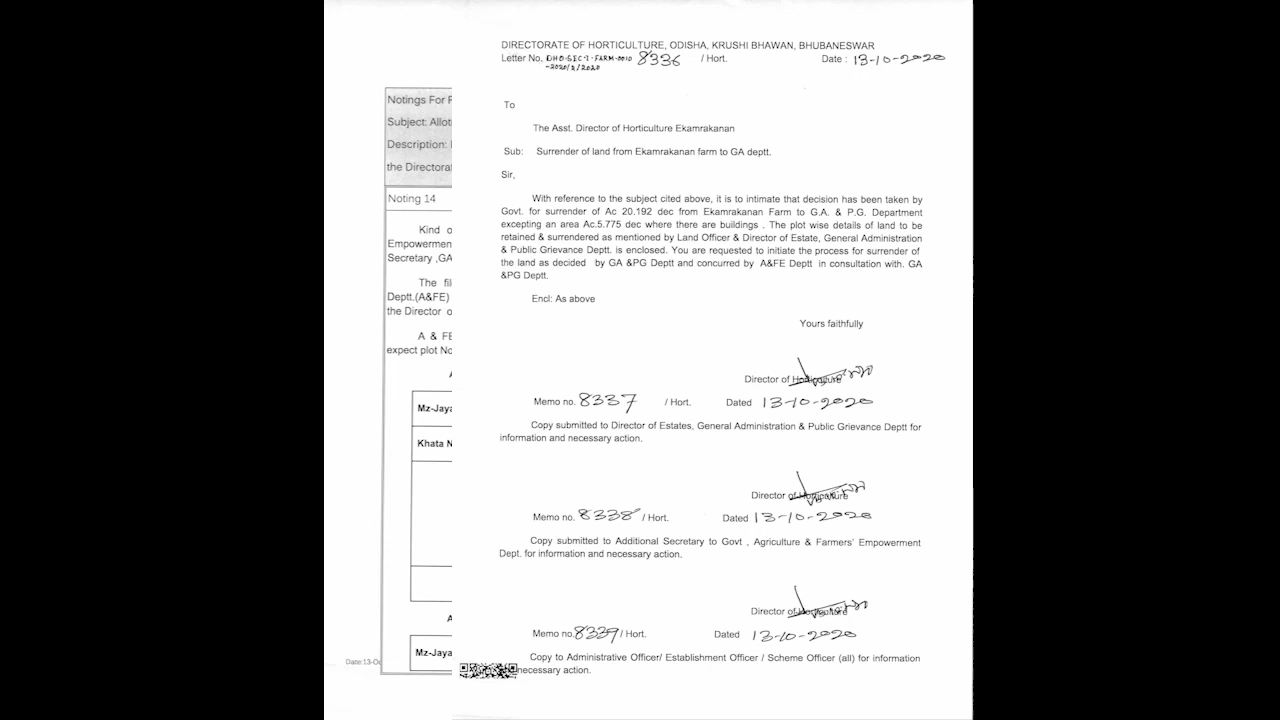 DIRECTORATE OF HORTICULTURE, ODISHA, KRUSHI BHAWAN, BHUBANESWAR
Letter No. DHO-SEC-I-FARM-0010 8336 / Hort. Date : 13-10-2020
-2020/2/2020
To
The Asst. Director of Horticulture Ekamrakanan
Sub: Surrender of land from Ekamrakanan farm to GA deptt.
Sir,
With reference to the subject cited above, it is to intimate that decision has been taken by
Govt. for surrender of Ac 20.192 dec from Ekamrakanan Farm to G.A. & P.G. Department
excepting an area Ac.5.775 dec where there are buildings . The plot wise details of land to be
retained & surrendered as mentioned by Land Officer & Director of Estate, General Administration
& Public Grievance Deptt. is enclosed. You are requested to initiate the process for surrender of
the land as decided by GA &PG Deptt and concurred by A&FE Deptt in consultation with. GA
&PG Deptt.
Encl: As above
Yours faithfully
Director of Horticulture
Memo no. 8337 / Hort. Dated 13-10-2020
Copy submitted to Director of Estates, General Administration & Public Grievance Deptt for
information and necessary action.
Director of Horticulture
Memo no. 8338 / Hort. Dated 13-10-2020
Copy submitted to Additional Secretary to Govt , Agriculture & Farmers' Empowerment
Dept. for information and necessary action.
Director of Horticulture
Memo no. 8339 / Hort. Dated 13-10-2020
Copy to Administrative Officer/ Establishment Officer / Scheme Officer (all) for information
necessary action.
Notings For
Subject: Allot
Description:
the Directorat
Noting 14
Kind o
Empowermen
Secretary ,GA
The fil
Deptt.(A&FE)
the Director o
A & FE
expect plot No
A
Mz-Jaya
Khata N
A
Mz-Jaya
Date:13-Oc